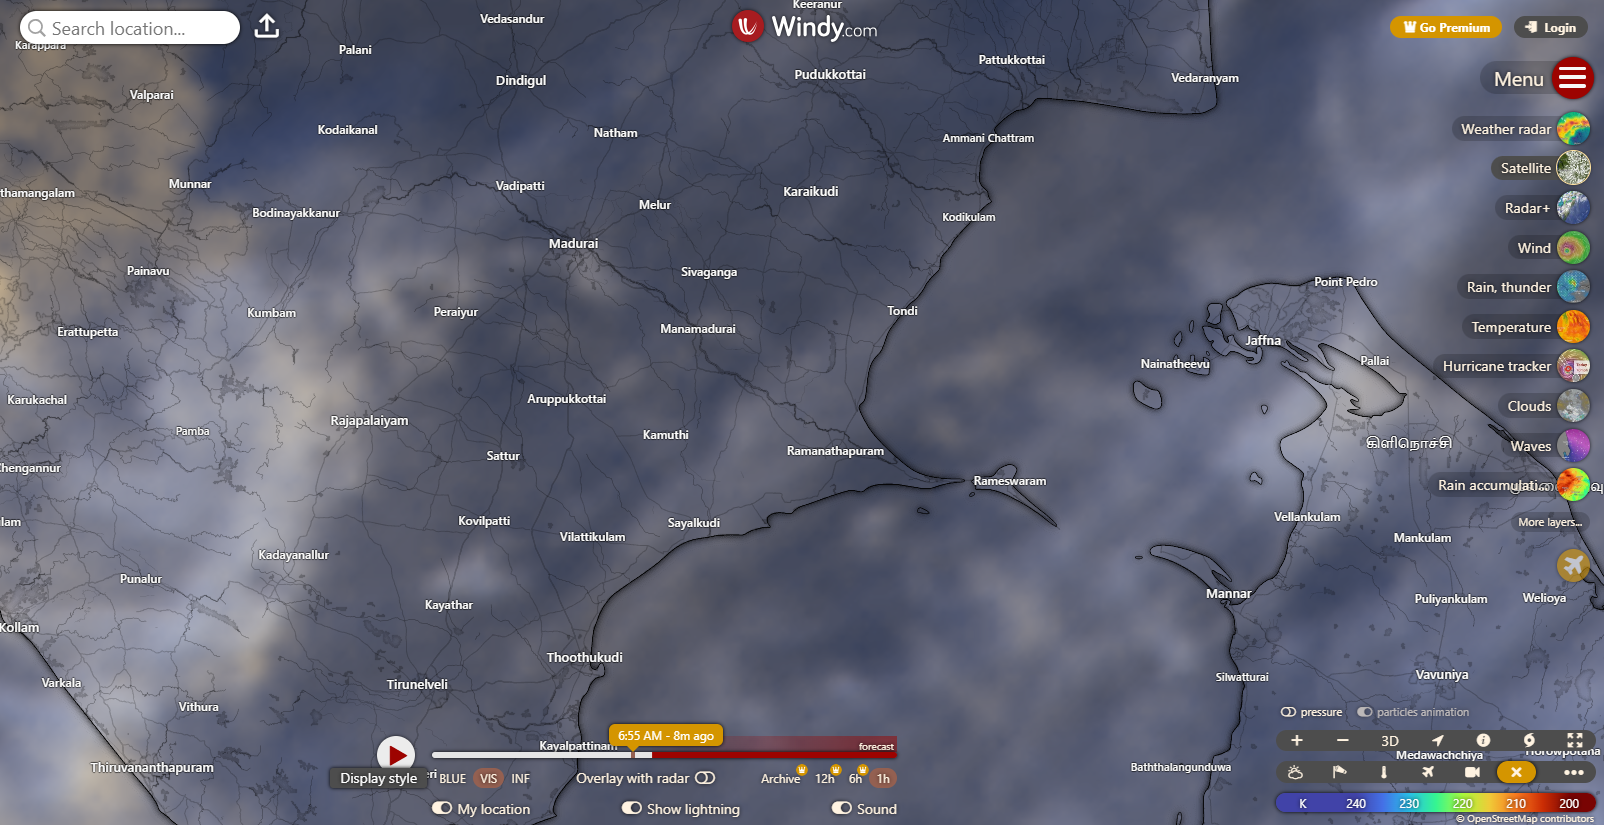 Search location...
Windy.com
Go Premium
Login
Menu
Weather radar
Satellite
Radar+
Wind
Rain, thunder
Temperature
Hurricane tracker
Clouds
Waves
Rain accumulati...
More layers...
Keeranur
Vedasandur
Karappara
Palani
Pattukkottai
Dindigul
Pudukkottai
Vedaranyam
Valparai
Kodaikanal
Natham
Ammani Chattram
Munnar
Vadipatti
Karaikudi
thamangalam
Bodinayakkanur
Melur
Kodikulam
Madurai
Painavu
Sivaganga
Point Pedro
Kumbam
Peraiyur
Tondi
Erattupetta
Manamadurai
Jaffna
Nainatheevu
Pallai
Karukachal
Aruppukkottai
Rajapalaiyam
Pamba
Kamuthi
கிளிநொச்சி
Sattur
Ramanathapuram
Chengannur
Rameswaram
lam
Kovilpatti
Sayalkudi
Vellankulam
Vilattikulam
Mankulam
Kadayanallur
Punalur
Kayathar
Mannar
Puliyankulam
Welioya
Kollam
Thoothukudi
Varkala
Tirunelveli
Silwatturai
Vavuniya
Vithura
Kayalpattinam
Thiruvananthapuram
Baththalangunduwa
Medawachchiya
Horowpotana
6:55 AM - 8m ago
forecast
Display style
eri
BLUE
VIS
INF
Overlay with radar
Archive
12h
6h
1h
My location
Show lightning
Sound
pressure
particles animation
3D
K 240 230 220 210 200
© OpenStreetMap contributors